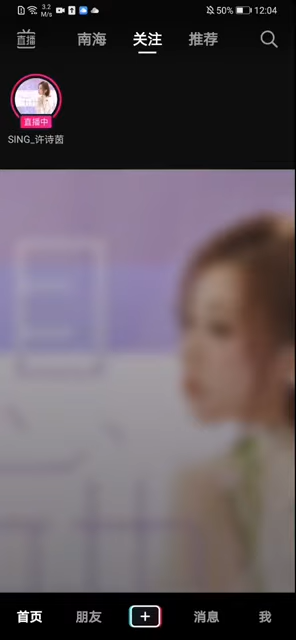 3.2
M/s
50% 12:04
直播 南海 关注 推荐
直播中
SING_许诗茵
首页 朋友 消息 我